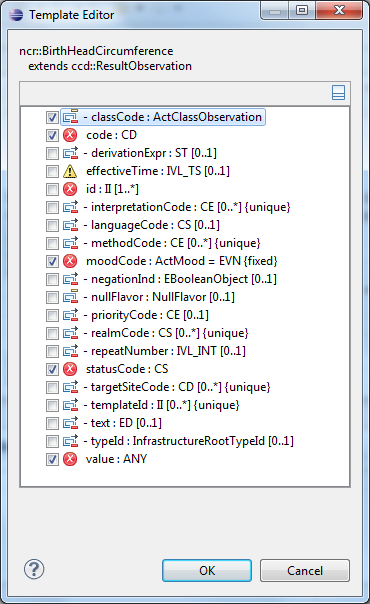 Template Editor
ncr::BirthHeadCircumference
extends ccd::ResultObservation
- classCode : ActClassObservation
code : CD
- derivationExpr : ST [0..1]
effectiveTime : IVL_TS [0..1]
id : II [1..*]
- interpretationCode : CE [0..*] {unique}
- languageCode : CS [0..1]
- methodCode : CE [0..*] {unique}
moodCode : ActMood = EVN {fixed}
- negationInd : EBooleanObject [0..1]
- nullFlavor : NullFlavor [0..1]
- priorityCode : CE [0..1]
- realmCode : CS [0..*] {unique}
- repeatNumber : IVL_INT [0..1]
statusCode : CS
- targetSiteCode : CD [0..*] {unique}
- templateId : II [0..*] {unique}
- text : ED [0..1]
- typeId : InfrastructureRootTypeId [0..1]
value : ANY
?
OK
Cancel